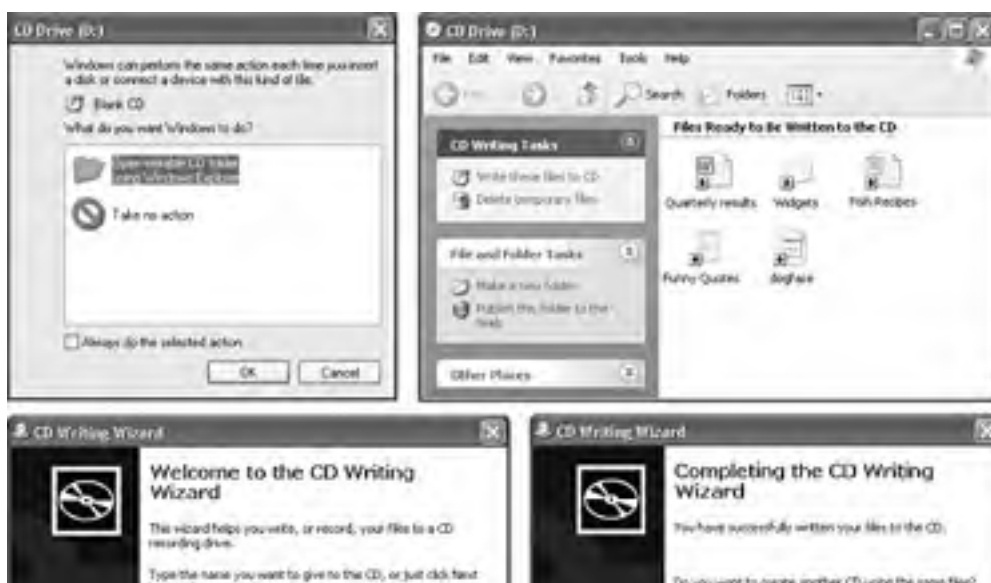 CD Drive (D:)
Windows can perform the same action each time you insert
a disk or connect a device with this kind of file.
Blank CD
What do you want Windows to do?
Open writable CD folder
using Windows Explorer
Take no action
Always do the selected action
OK Cancel
CD Drive (D:)
File Edit View Favorites Tools Help
Search Folders
CD Writing Tasks
Write these files to CD
Delete temporary files
File and Folder Tasks
Make a new folder
Publish this folder to the
Web
Other Places
Files Ready to Be Written to the CD
Quarterly results Widgets Fish Recipes
Funny Quotes dogface
CD Writing Wizard
Welcome to the CD Writing
Wizard
This wizard helps you write, or record, your files to a CD
recording drive.
Type the name you want to give to the CD, or just click Next
CD Writing Wizard
Completing the CD Writing
Wizard
You have successfully written your files to the CD.
Do you want to create another CD using the same files?